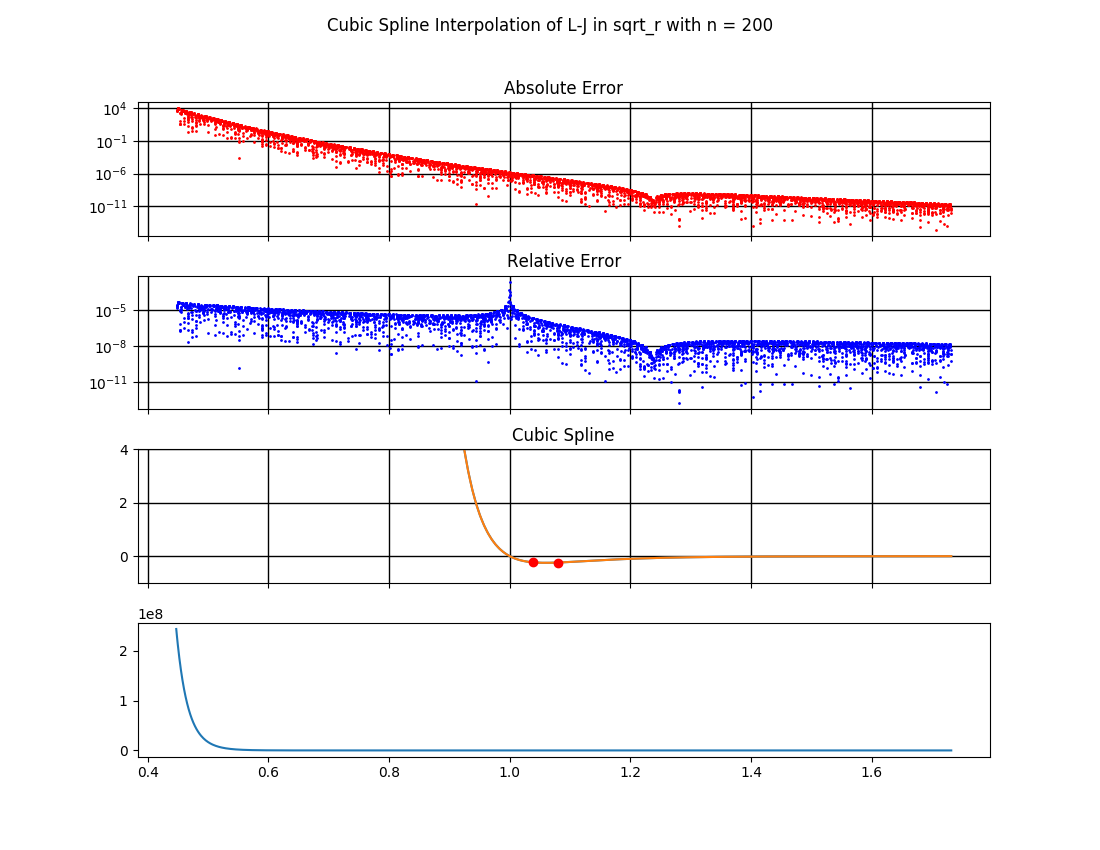 Cubic Spline Interpolation of L-J in sqrt_r with n = 200
Absolute Error
10^4
10^−1
10^−6
10^−11
Relative Error
10^−5
10^−8
10^−11
Cubic Spline
4
2
0
1e8
2
1
0
0.4 0.6 0.8 1.0 1.2 1.4 1.6